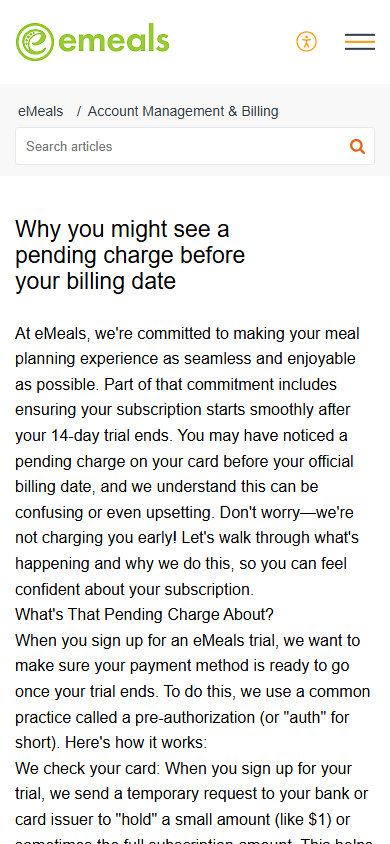 emeals
eMeals / Account Management & Billing
Search articles
Why you might see a
pending charge before
your billing date
At eMeals, we're committed to making your meal
planning experience as seamless and enjoyable
as possible. Part of that commitment includes
ensuring your subscription starts smoothly after
your 14-day trial ends. You may have noticed a
pending charge on your card before your official
billing date, and we understand this can be
confusing or even upsetting. Don't worry—we're
not charging you early! Let's walk through what's
happening and why we do this, so you can feel
confident about your subscription.
What's That Pending Charge About?
When you sign up for an eMeals trial, we want to
make sure your payment method is ready to go
once your trial ends. To do this, we use a common
practice called a pre-authorization (or "auth" for
short). Here's how it works:
We check your card: When you sign up for your
trial, we send a temporary request to your bank or
card issuer to "hold" a small amount (like $1) or
sometimes the full subscription amount. This helps